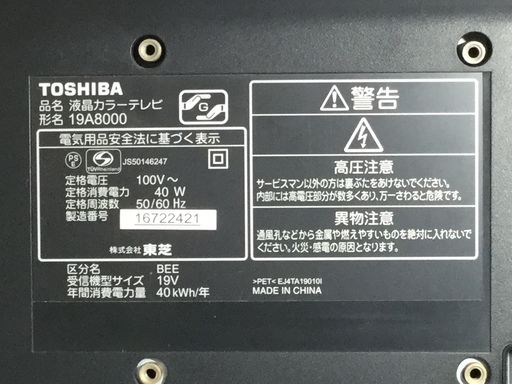 TOSHIBA
品名 液晶カラーテレビ
形名 19A8000
G
電気用品安全法に基づく表示
PS
E
TÜVRheinland
JS50146247
定格電圧 100V～
定格消費電力 40 W
定格周波数 50/60 Hz
製造番号 16722421
株式会社 東芝
区分名 BEE
受信機型サイズ 19V
年間消費電力量 40 kWh/年
警告
高圧注意
サービスマン以外の方は裏ぶたをあけないでください。
内部には高電圧部分が数多くあり、万一さわると危険です。
異物注意
通風孔などから金属や燃えやすいものを絶対に入れない
でください。火災・感電の原因となります。
>PET< EJ4TA19010I
MADE IN CHINA